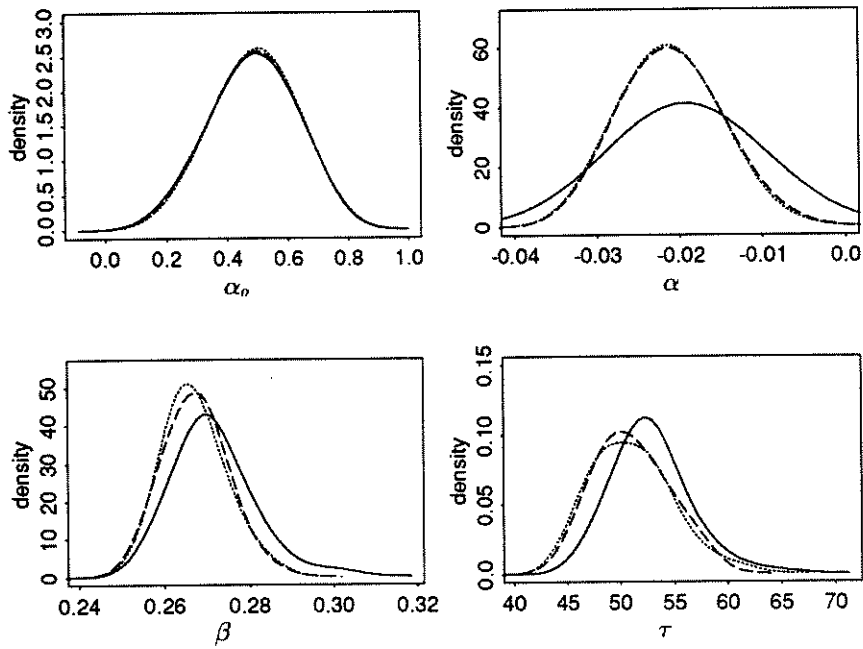 density
0.0 0.5 1.0 1.5 2.0 2.5 3.0
0.0 0.2 0.4 0.6 0.8 1.0
α₀
density
0 20 40 60
-0.04 -0.03 -0.02 -0.01 0.0
α
density
0 10 20 30 40 50
0.24 0.26 0.28 0.30 0.32
β
density
0.0 0.05 0.10 0.15
40 45 50 55 60 65 70
τ